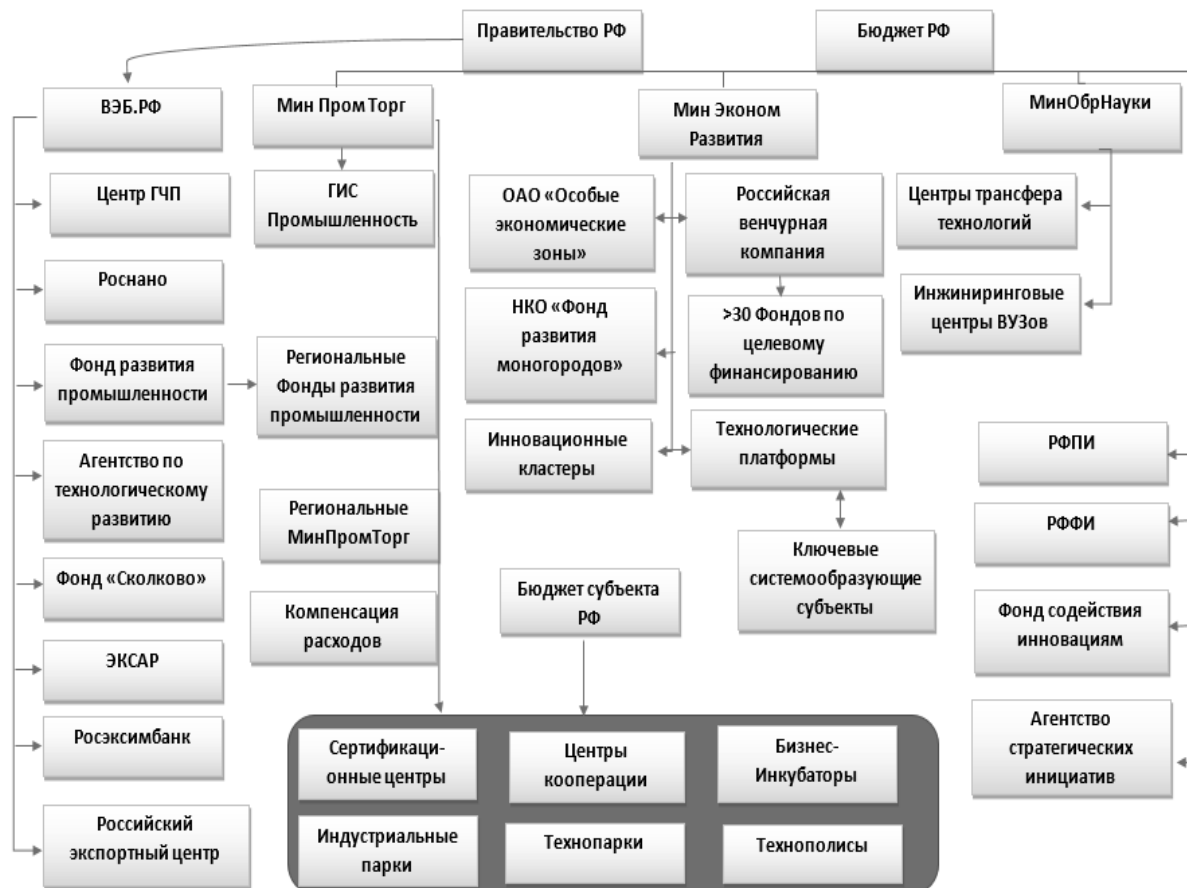 Правительство РФ
Бюджет РФ
ВЭБ.РФ
Мин Пром Торг
Мин Эконом
Развития
МинОбрНауки
Центр ГЧП
ГИС
Промышленность
ОАО «Особые
экономические
зоны»
Российская
венчурная
компания
Центры трансфера
технологий
Роснано
НКО «Фонд
развития
моногородов»
>30 Фондов по
целевому
финансированию
Инжиниринговые
центры ВУЗов
Фонд развития
промышленности
Региональные
Фонды развития
промышленности
Инновационные
кластеры
Технологические
платформы
РФПИ
Агентство по
технологическому
развитию
Региональные
МинПромТорг
РФФИ
Ключевые
системообразующие
субъекты
Фонд «Сколково»
Компенсация
расходов
Бюджет субъекта
РФ
Фонд содействия
инновациям
ЭКСАР
Росэксимбанк
Агентство
стратегических
инициатив
Российский
экспортный центр
Сертификаци-
онные центры
Центры
кооперации
Бизнес-
Инкубаторы
Индустриальные
парки
Технопарки
Технополисы